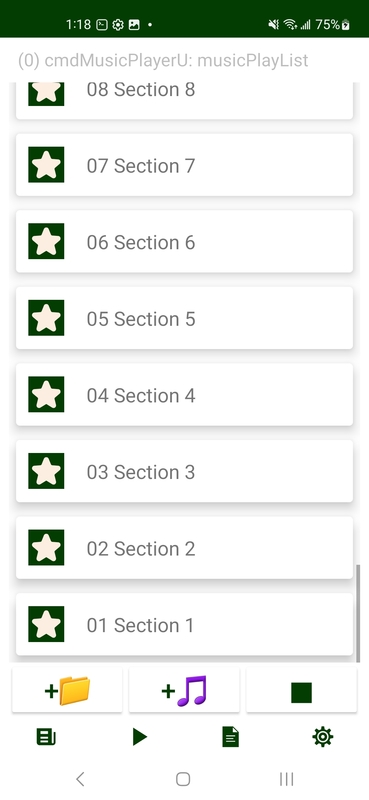 1:18 75%
(0) cmdMusicPlayerU: musicPlayList
08 Section 8
07 Section 7
06 Section 6
05 Section 5
04 Section 4
03 Section 3
02 Section 2
01 Section 1
+ +